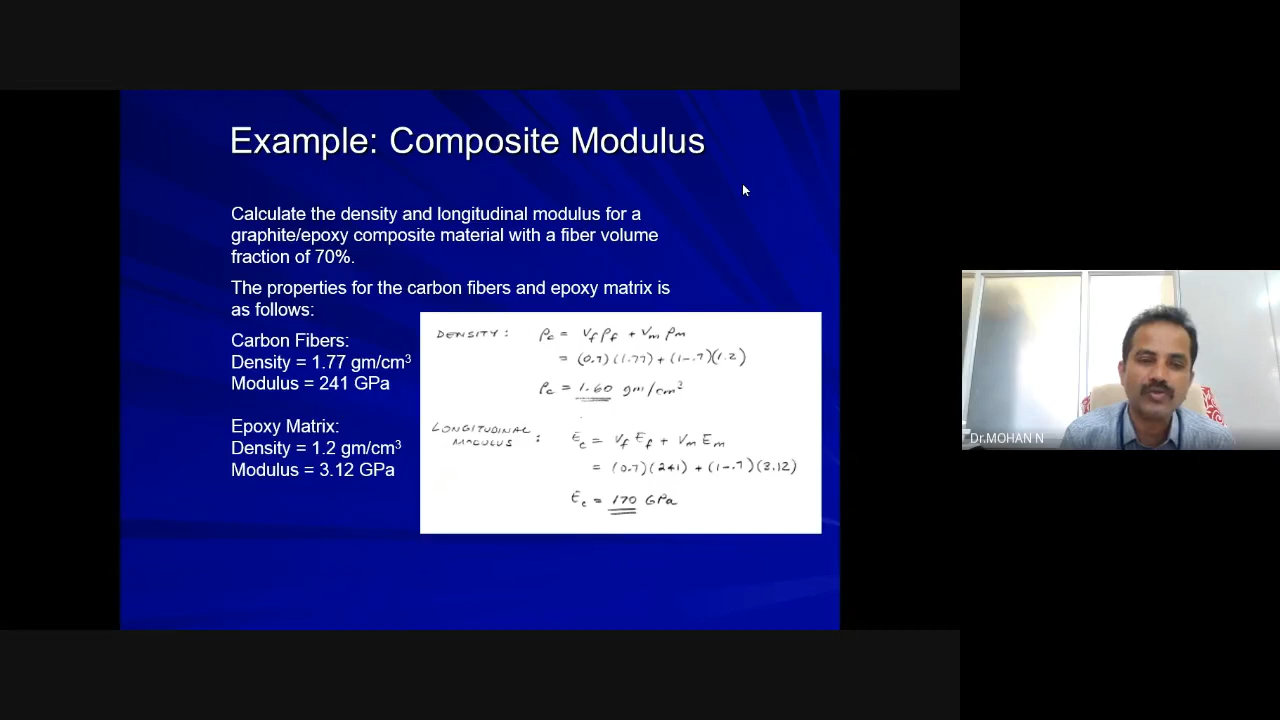 Example: Composite Modulus
Calculate the density and longitudinal modulus for a
graphite/epoxy composite material with a fiber volume
fraction of 70%.
The properties for the carbon fibers and epoxy matrix is
as follows:
Carbon Fibers:
Density = 1.77 gm/cm³
Modulus = 241 GPa
Epoxy Matrix:
Density = 1.2 gm/cm³
Modulus = 3.12 GPa
DENSITY: ρc = Vf ρf + Vm ρm
= (0.7)(1.77) + (1-.7)(1.2)
ρc = 1.60 gm/cm³
LONGITUDINAL
MODULUS : Ec = Vf Ef + Vm Em
= (0.7)(241) + (1-.7)(3.12)
Ec = 170 GPa
Dr.MOHAN N